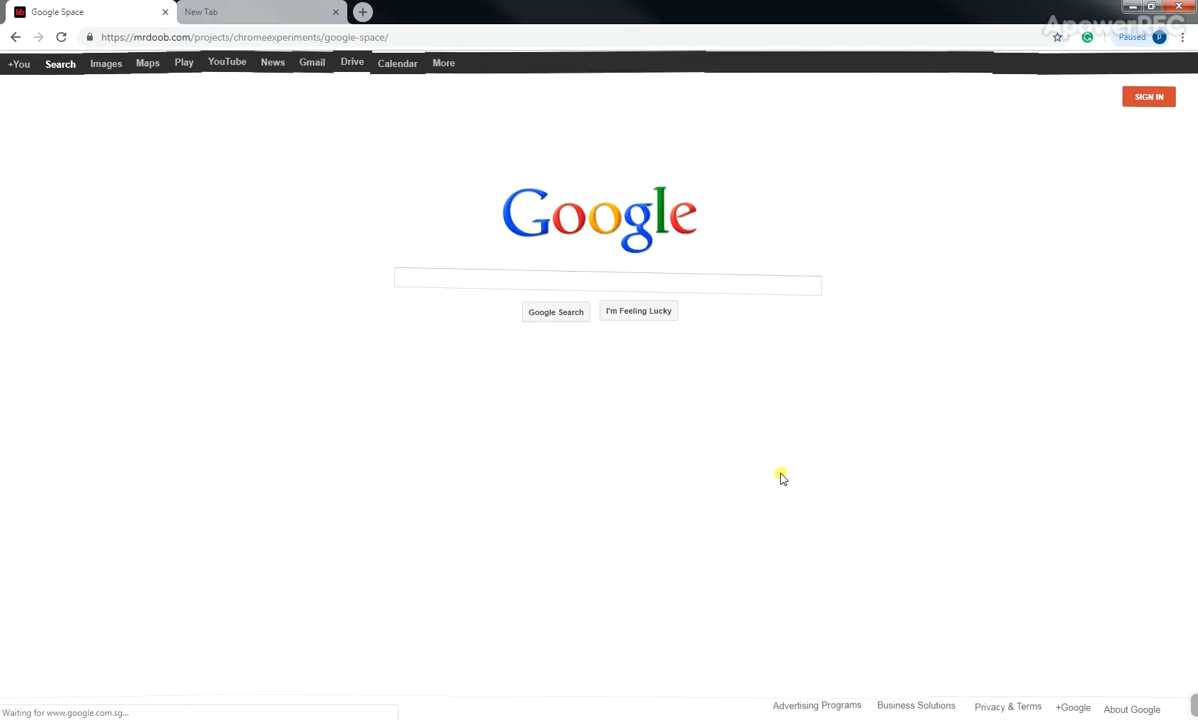 Google Space
New Tab
https://mrdoob.com/projects/chromeexperiments/google-space/
ApowerREC
Paused
P
+You Search Images Maps Play YouTube News Gmail Drive Calendar More
SIGN IN
Google
Google Search I'm Feeling Lucky
Advertising Programs Business Solutions Privacy & Terms +Google About Google
Waiting for www.google.com.sg...